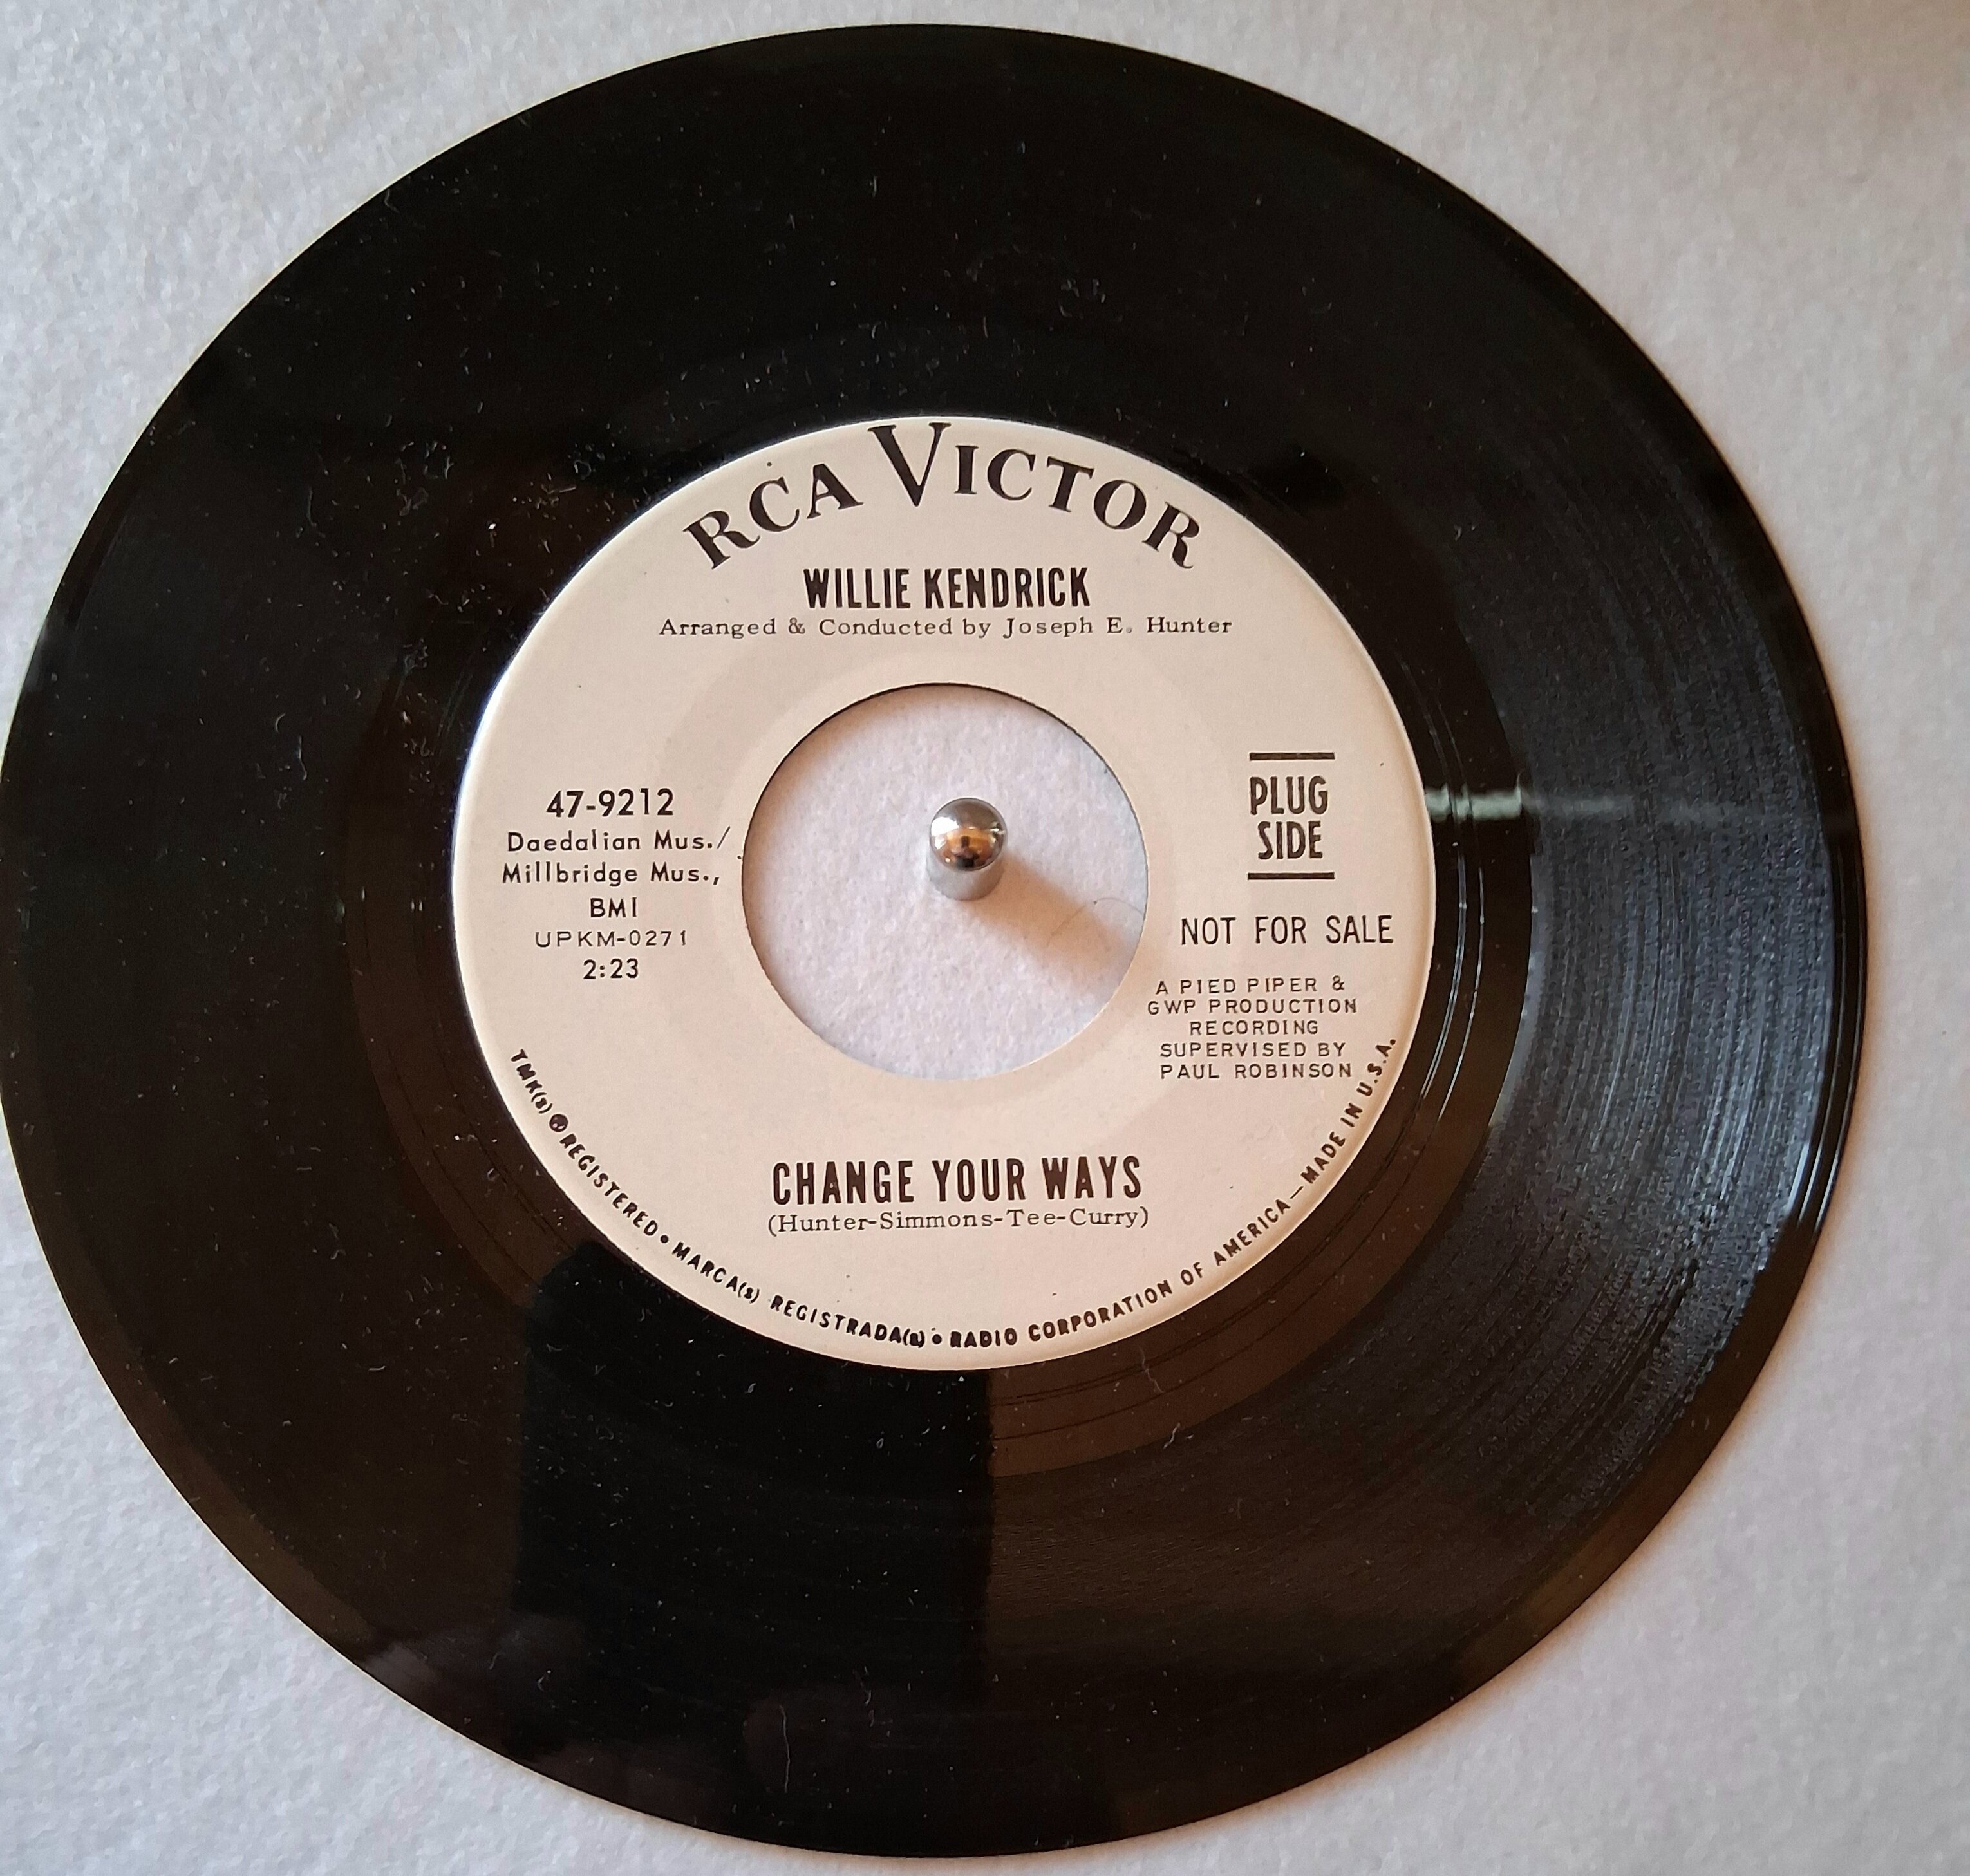 RCA VICTOR
WILLIE KENDRICK
Arranged & Conducted by Joseph E. Hunter
47-9212
Daedalian Mus./
Millbridge Mus.,
BMI
UPKM-0271
2:23
PLUG
SIDE
NOT FOR SALE
A PIED PIPER &
GWP PRODUCTION
RECORDING
SUPERVISED BY
PAUL ROBINSON
CHANGE YOUR WAYS
(Hunter-Simmons-Tee-Curry)
TMK(s) ® REGISTERED • MARCA(s) REGISTRADA(s) • RADIO CORPORATION OF AMERICA — MADE IN U.S.A.